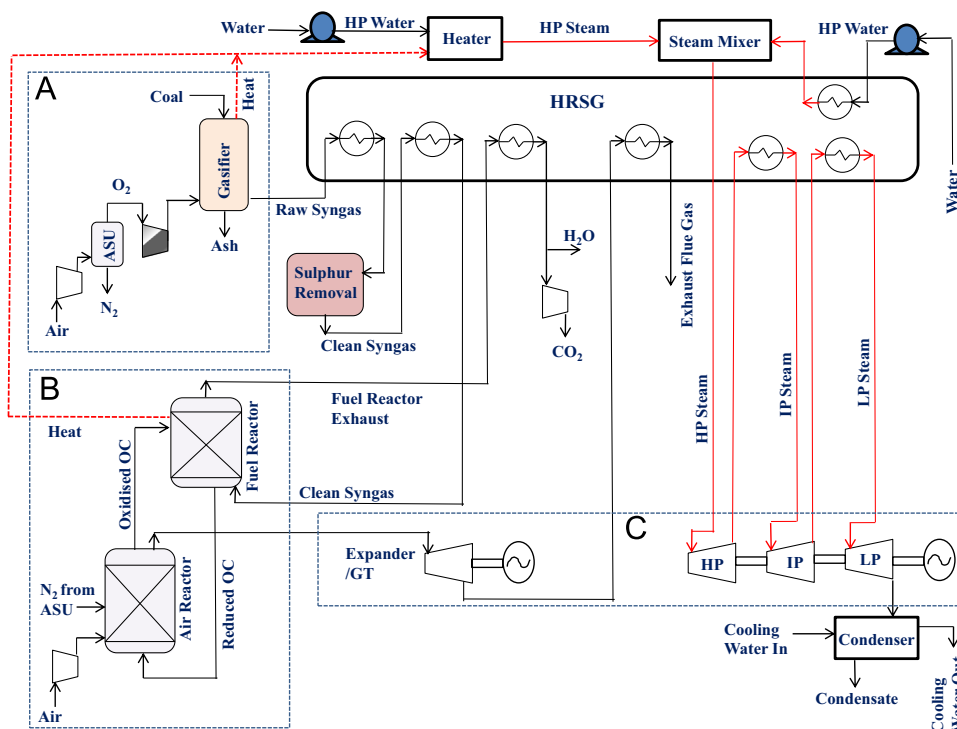 Water
HP Water
Heater
HP Steam
Steam Mixer
HP Water
Water
A
Coal
Heat
Gasifier
O2
ASU
N2
Air
Ash
Raw Syngas
HRSG
Sulphur
Removal
Clean Syngas
H2O
CO2
Exhaust Flue Gas
HP Steam
IP Steam
LP Steam
B
Heat
Fuel Reactor
Fuel Reactor
Exhaust
Clean Syngas
Oxidised OC
Reduced OC
Air Reactor
N2 from
ASU
Air
C
Expander
/GT
HP
IP
LP
Cooling
Water In
Condenser
Condensate
Cooling
Water Out